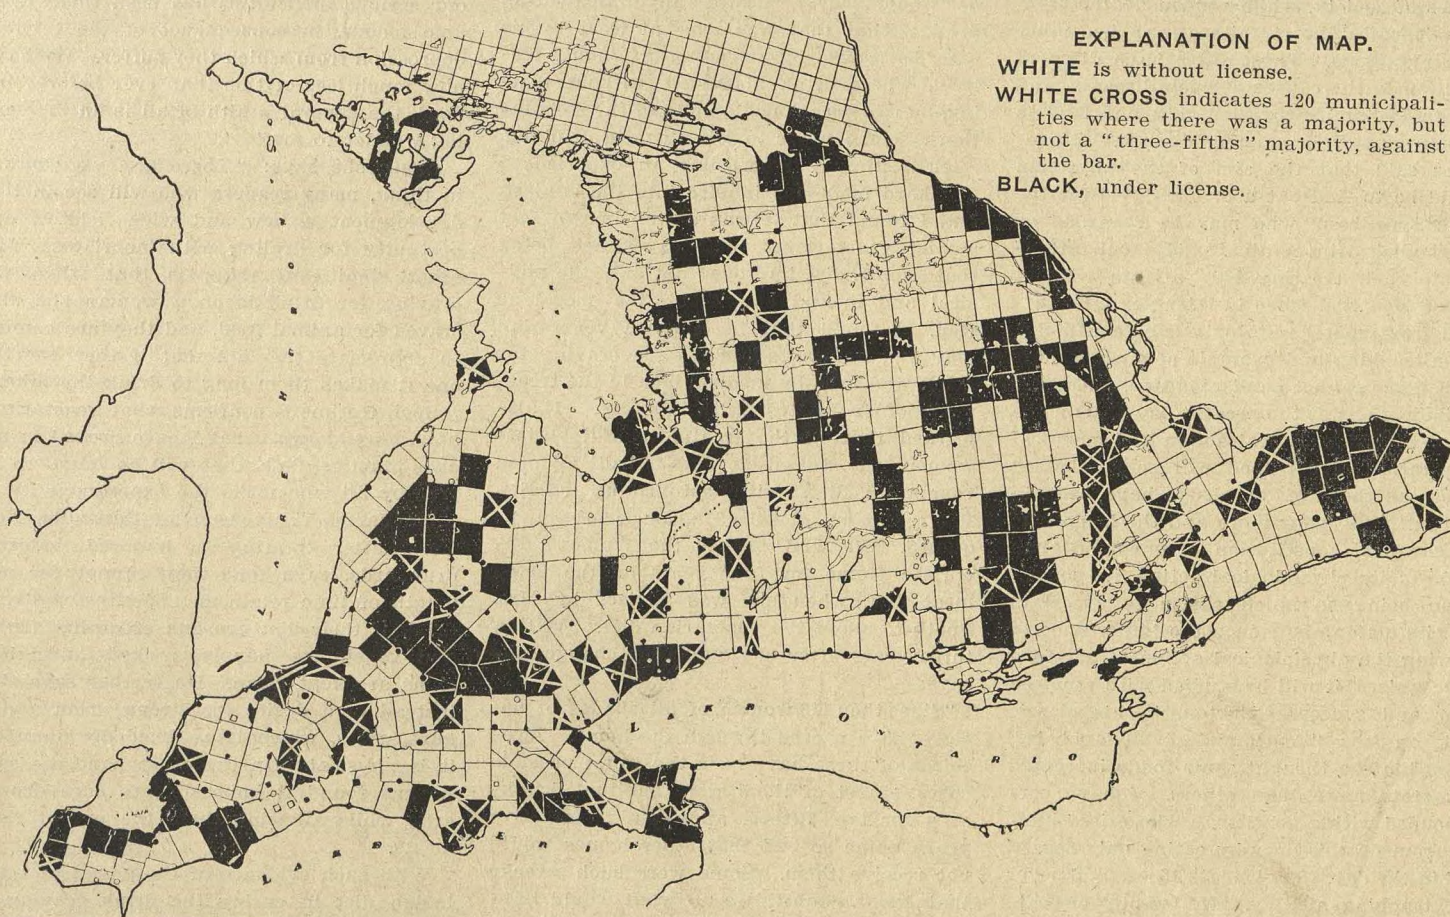 EXPLANATION OF MAP.
WHITE is without license.
WHITE CROSS indicates 120 municipali-
ties where there was a majority, but
not a “three-fifths” majority, against
the bar.
BLACK, under license.
LAKE ONTARIO
LAKE ERIE